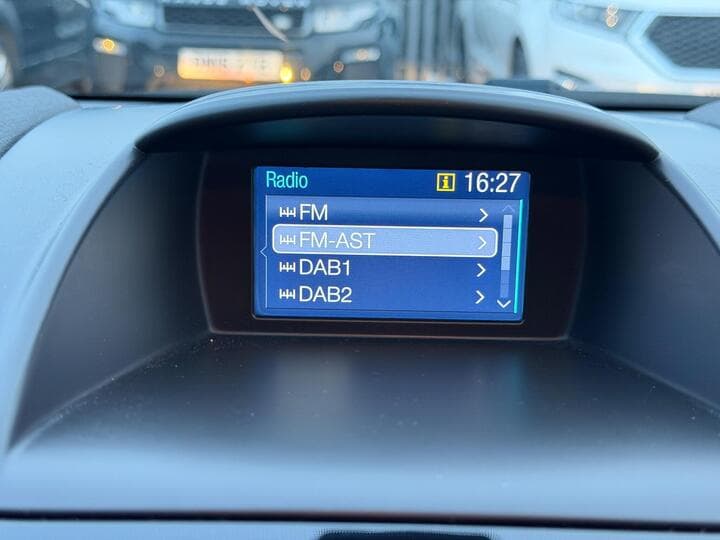 Radio i 16:27
FM
FM-AST
DAB1
DAB2